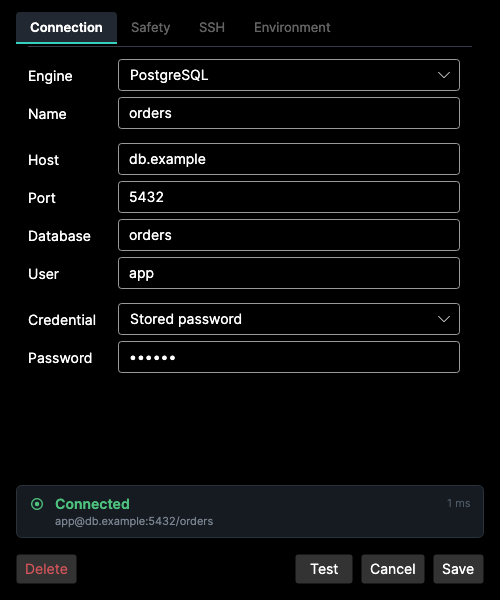 Connection Safety SSH Environment
Engine PostgreSQL
Name orders
Host db.example
Port 5432
Database orders
User app
Credential Stored password
Password ••••••
Connected 1 ms
app@db.example:5432/orders
Delete Test Cancel Save